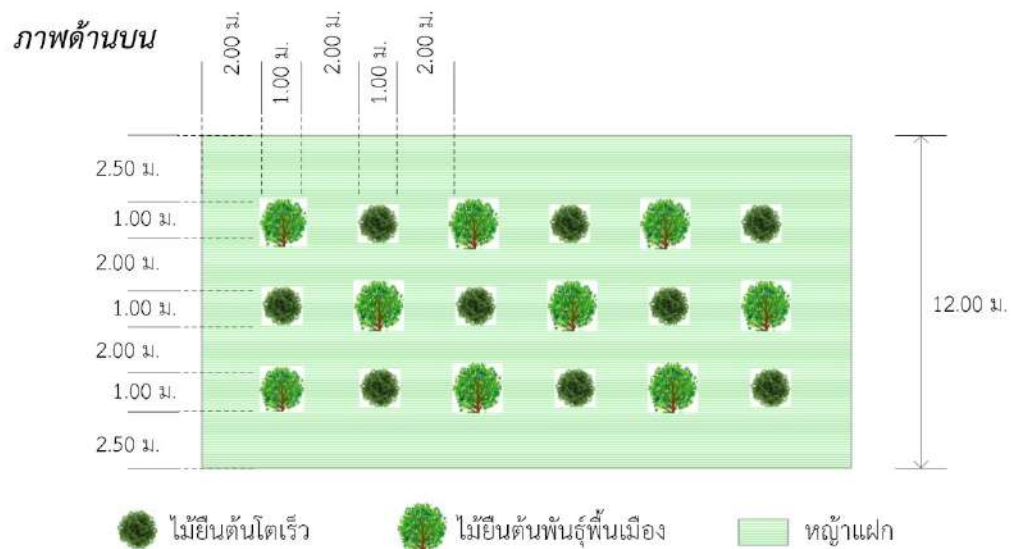 ภาพด้านบน
2.00 ม.
1.00 ม.
2.00 ม.
1.00 ม.
2.00 ม.
2.50 ม.
1.00 ม.
2.00 ม.
1.00 ม.
2.00 ม.
1.00 ม.
2.50 ม.
12.00 ม.
ไม้ยืนต้นโตเร็ว
ไม้ยืนต้นพันธุ์พื้นเมือง
หญ้าแฝก